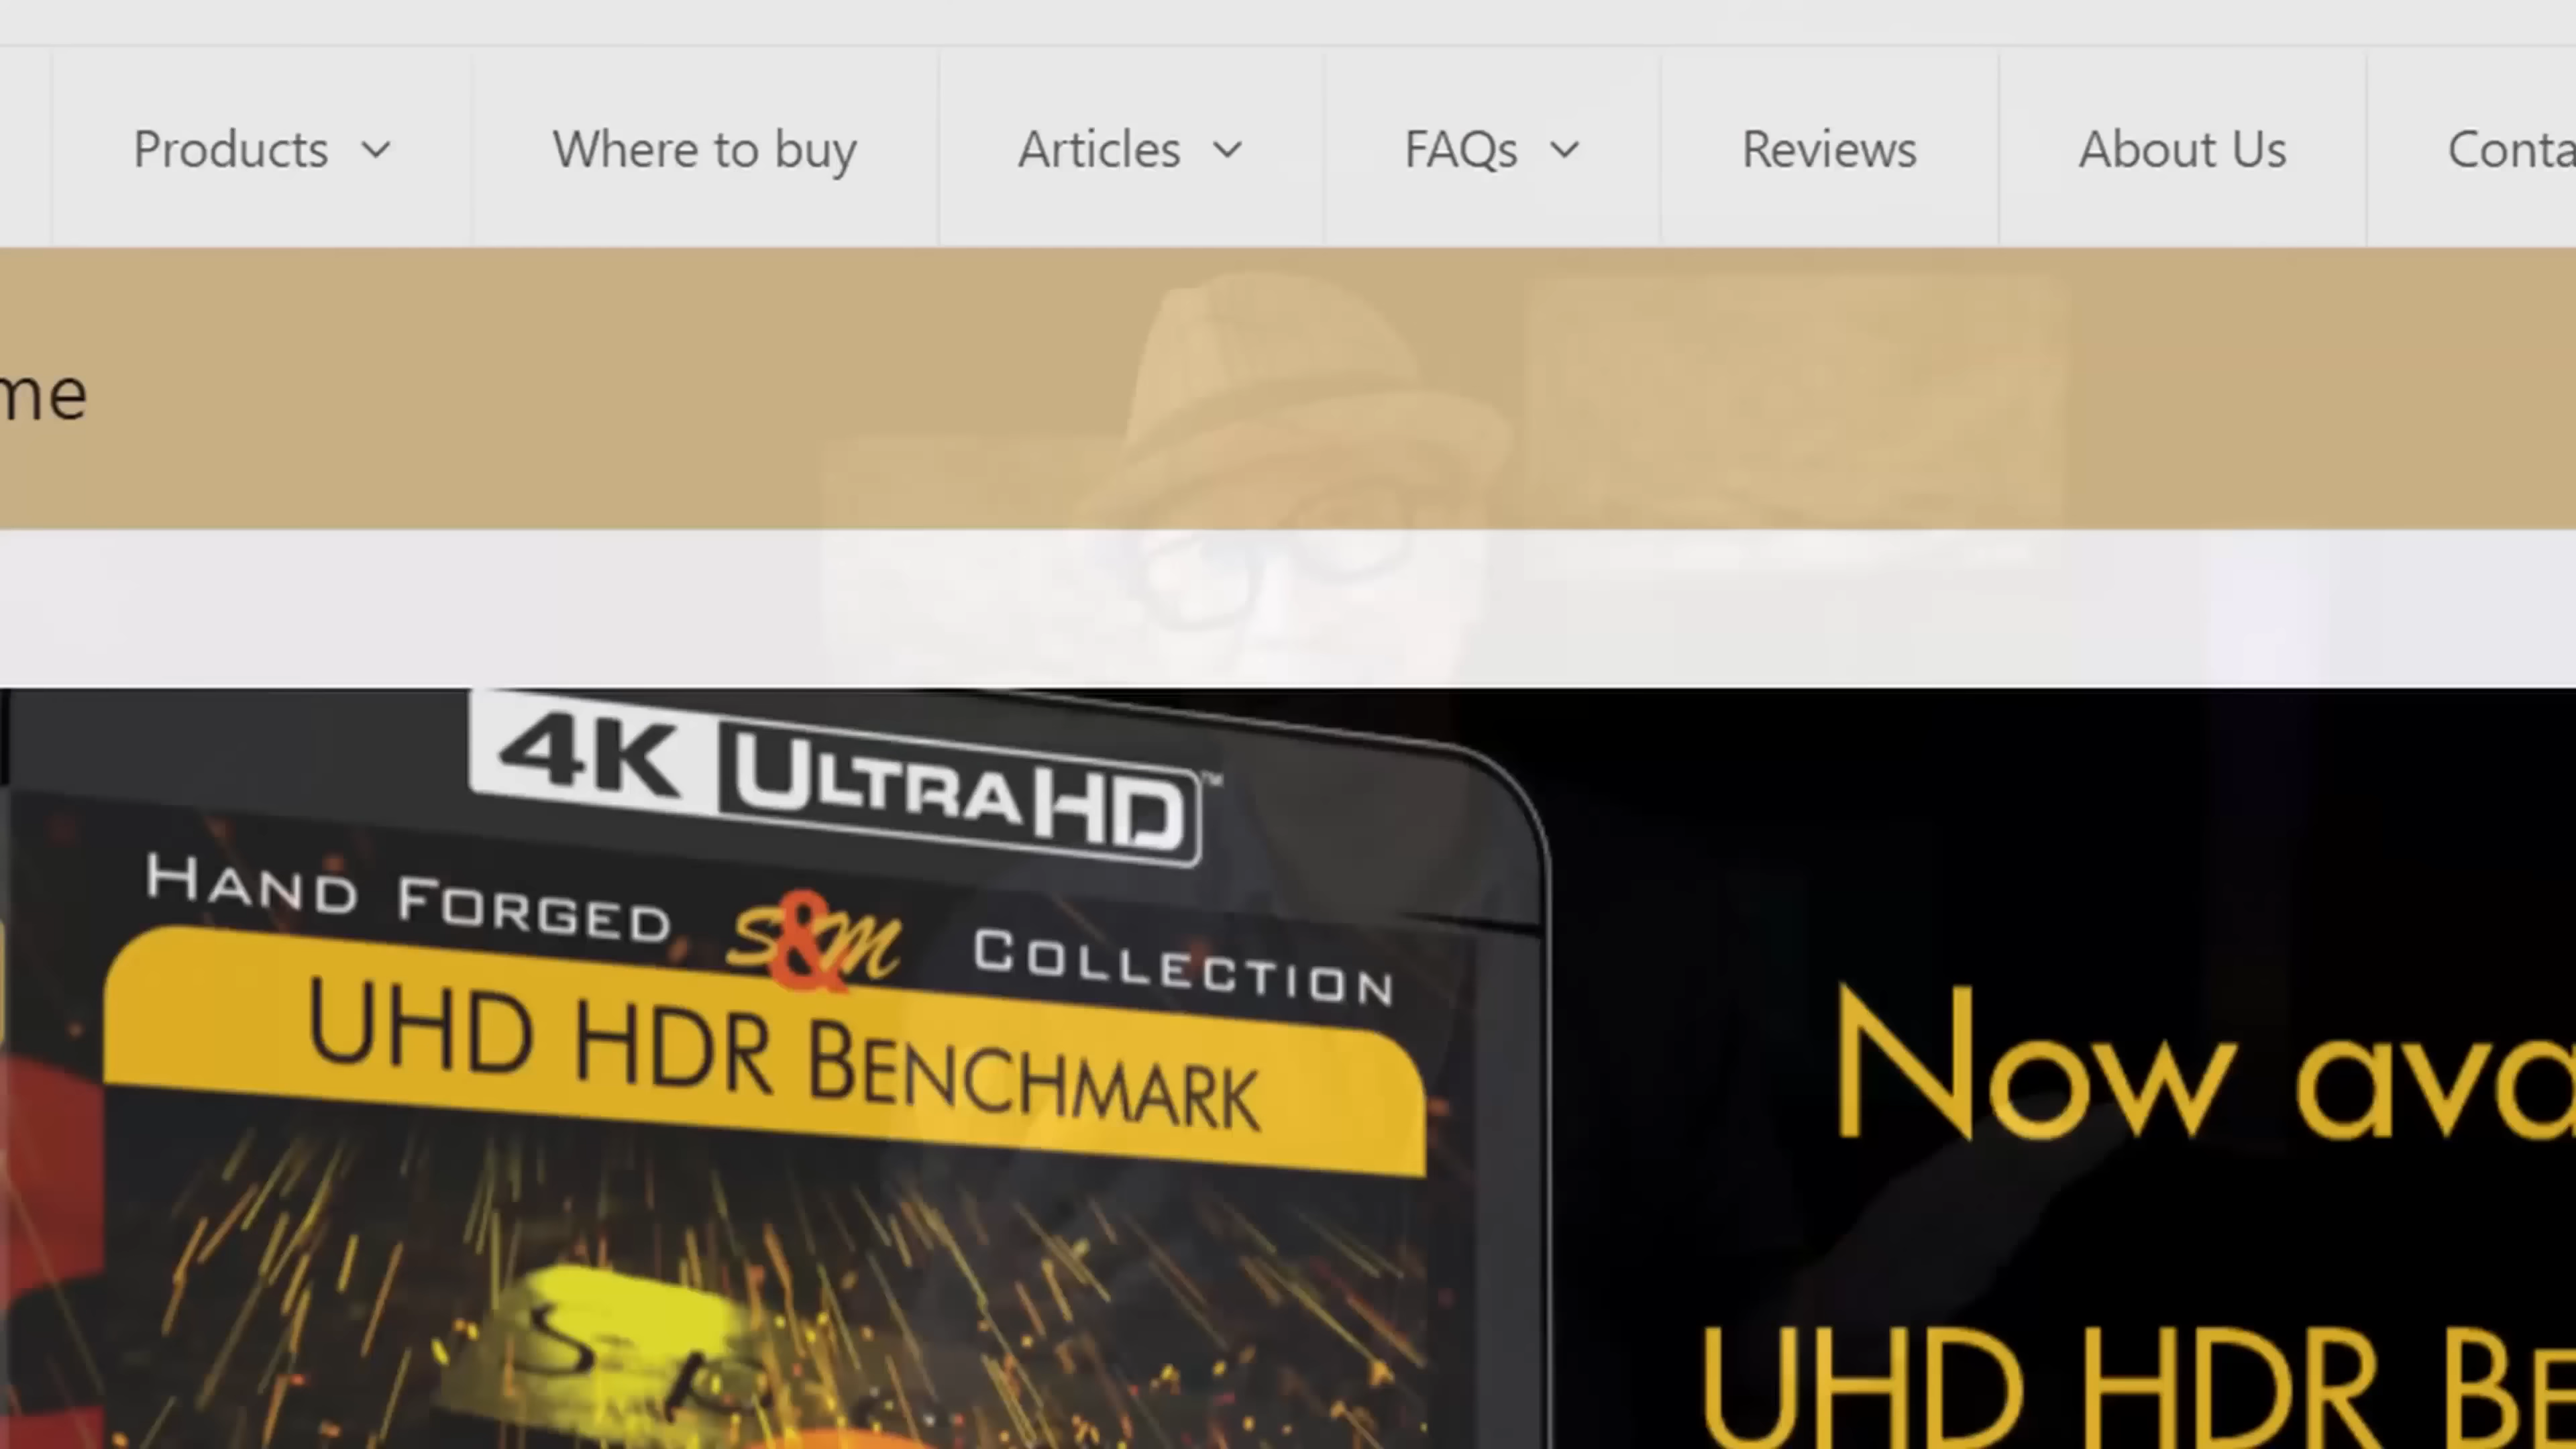 Products Where to buy Articles FAQs Reviews About Us Conta
me
4K ULTRA HD™
HAND FORGED S&M COLLECTION
UHD HDR BENCHMARK
Now ava
UHD HDR BE